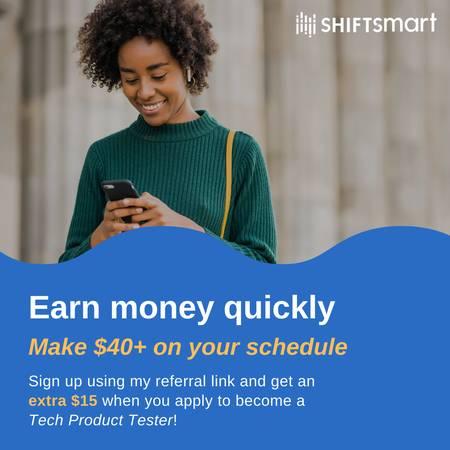 SHIFTSmart
Earn money quickly
Make $40+ on your schedule
Sign up using my referral link and get an
extra $15 when you apply to become a
Tech Product Tester!